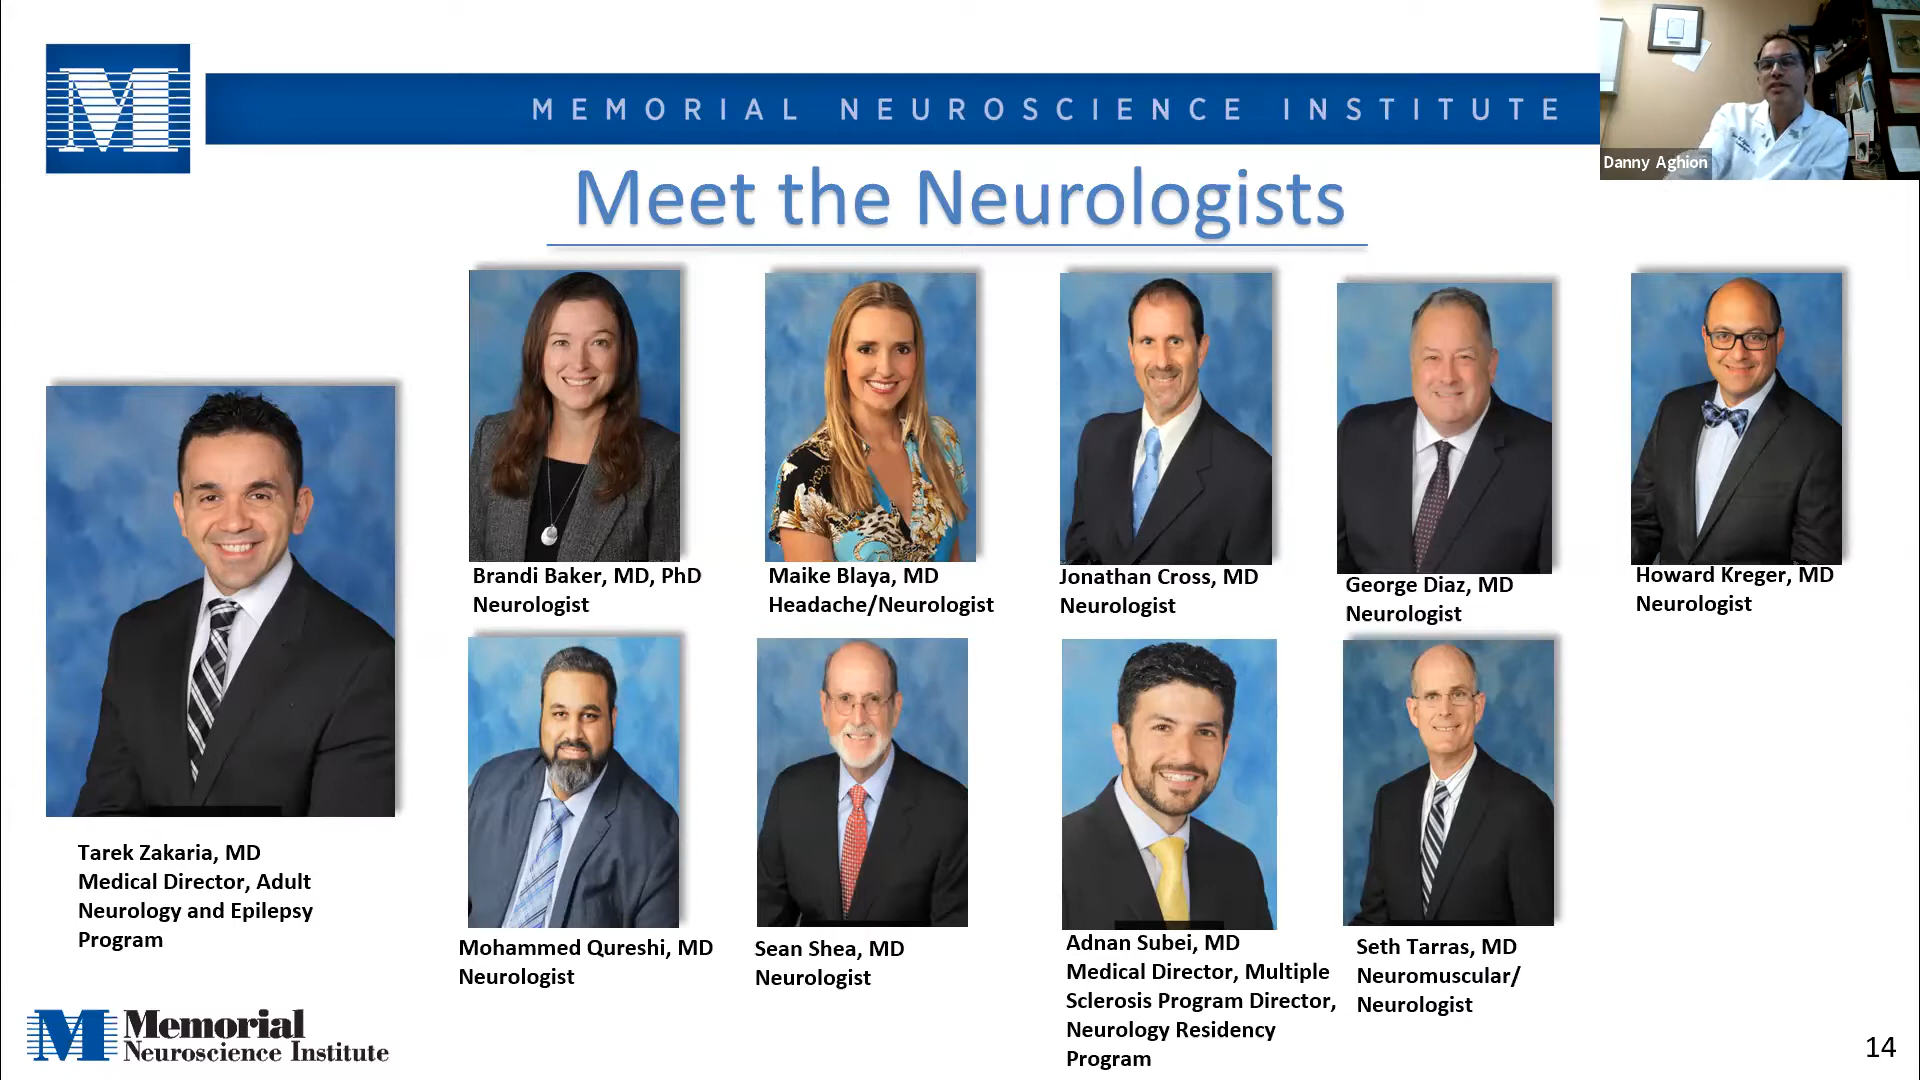 MEMORIAL NEUROSCIENCE INSTITUTE
Danny Aghion
Meet the Neurologists
Brandi Baker, MD, PhD
Neurologist
Maike Blaya, MD
Headache/Neurologist
Jonathan Cross, MD
Neurologist
George Diaz, MD
Neurologist
Howard Kreger, MD
Neurologist
Tarek Zakaria, MD
Medical Director, Adult
Neurology and Epilepsy
Program
Mohammed Qureshi, MD
Neurologist
Sean Shea, MD
Neurologist
Adnan Subei, MD
Medical Director, Multiple
Sclerosis Program Director,
Neurology Residency
Program
Seth Tarras, MD
Neuromuscular/
Neurologist
M Memorial
Neuroscience Institute
14